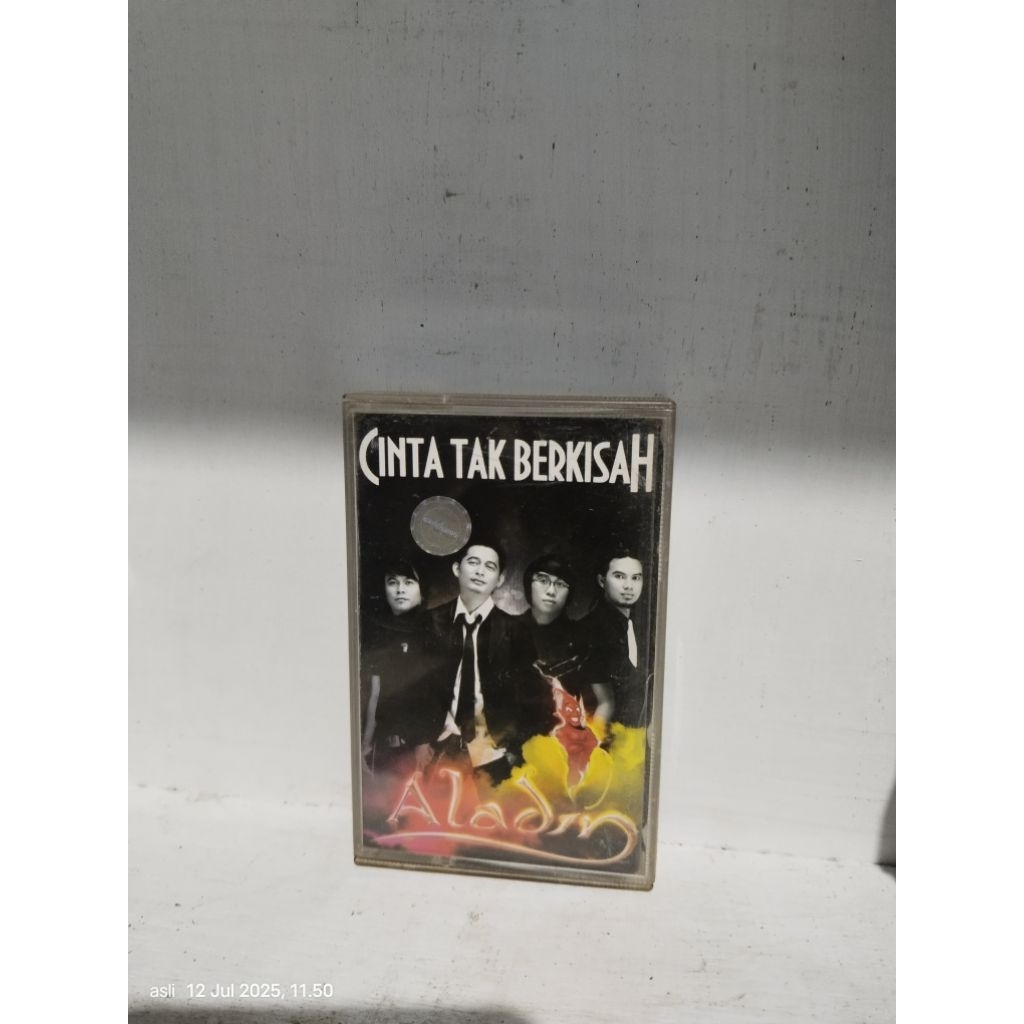 CINTA TAK BERKISAH
Aladin
asli 12 Jul 2025, 11.50